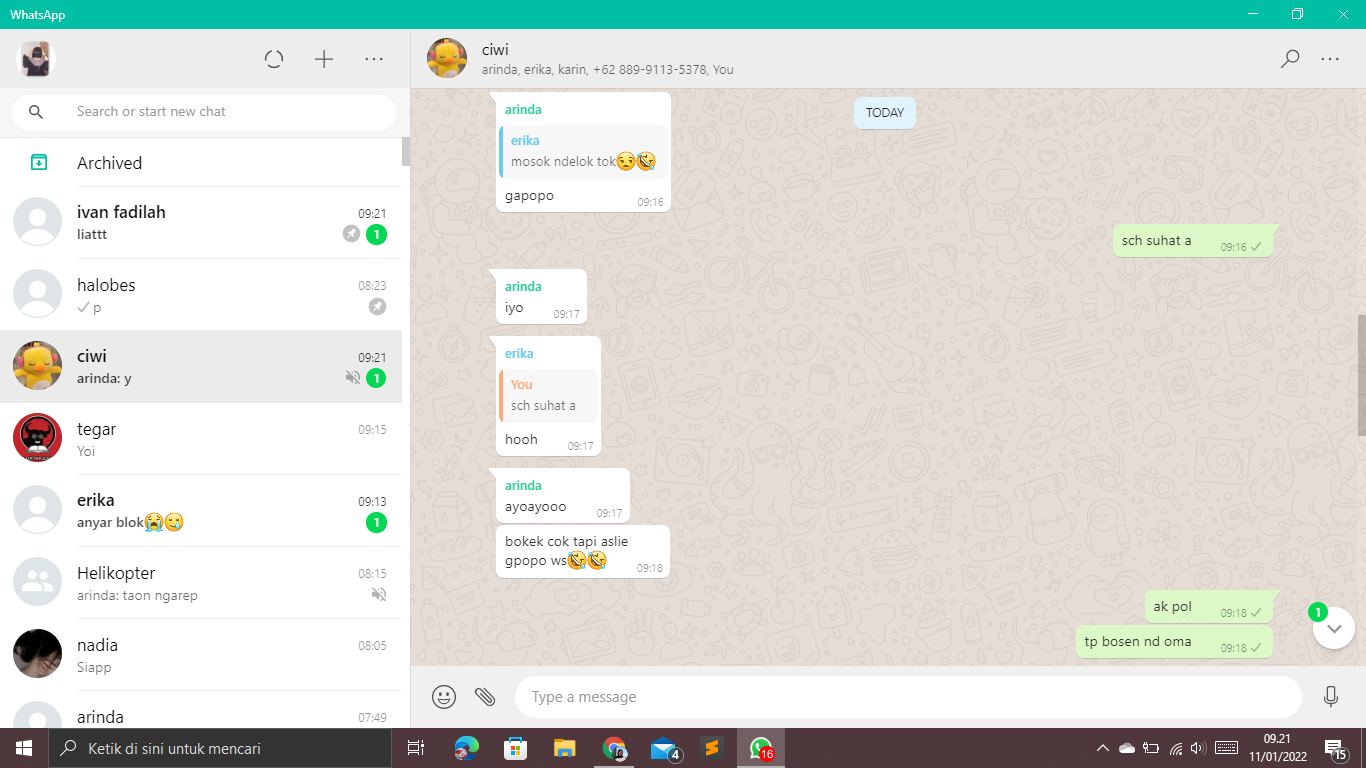 WhatsApp
Search or start new chat
Archived
ivan fadilah
09:21
liattt
1
halobes
08:23
p
ciwi
09:21
arinda: y
1
tegar
09:15
Yoi
erika
09:13
anyar blok😭🥲
1
Helikopter
08:15
arinda: taon ngarep
nadia
08:05
Siapp
arinda
07:49
ciwi
arinda, erika, karin, +62 889-9113-5378, You
TODAY
arinda
erika
mosok ndelok tok😒🤣
gapopo
09:16
sch suhat a
09:16
arinda
iyo
09:17
erika
You
sch suhat a
hooh
09:17
arinda
ayoayooo
09:17
bokek cok tapi aslie
gpopo ws🤣🤣
09:18
ak pol
09:18
1
tp bosen nd oma
09:18
Type a message
Ketik di sini untuk mencari
4
16
09.21
11/01/2022
15